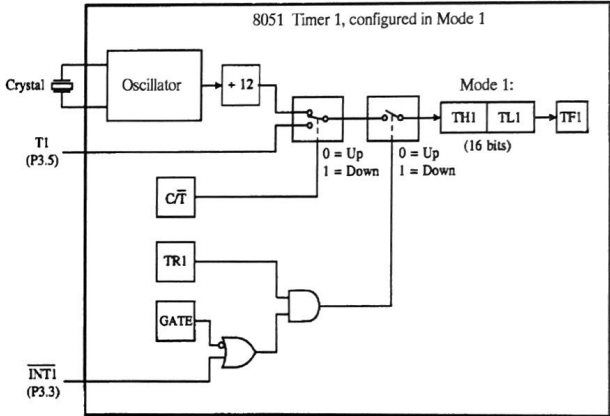 8051 Timer 1, configured in Mode 1
Crystal
Oscillator
÷ 12
Mode 1:
TH1 TL1
TF1
(16 bits)
T1
(P3.5)
0 = Up
1 = Down
0 = Up
1 = Down
C/T̅
TR1
GATE
I̅N̅T̅1̅
(P3.3)